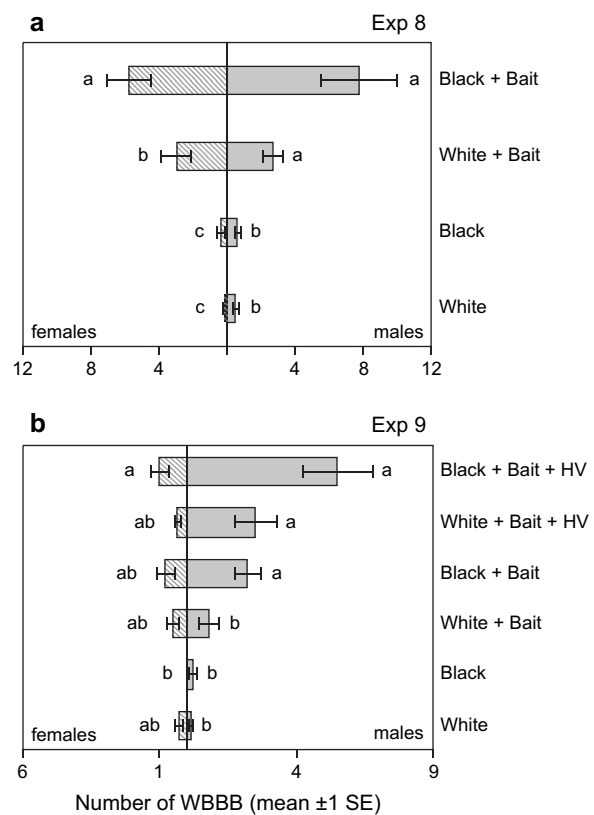 a Exp 8
a a Black + Bait
b a White + Bait
c b Black
c b White
females males
12 8 4 4 8 12
b Exp 9
a a Black + Bait + HV
ab a White + Bait + HV
ab a Black + Bait
ab b White + Bait
b b Black
ab b White
females males
6 1 4 9
Number of WBBB (mean ±1 SE)